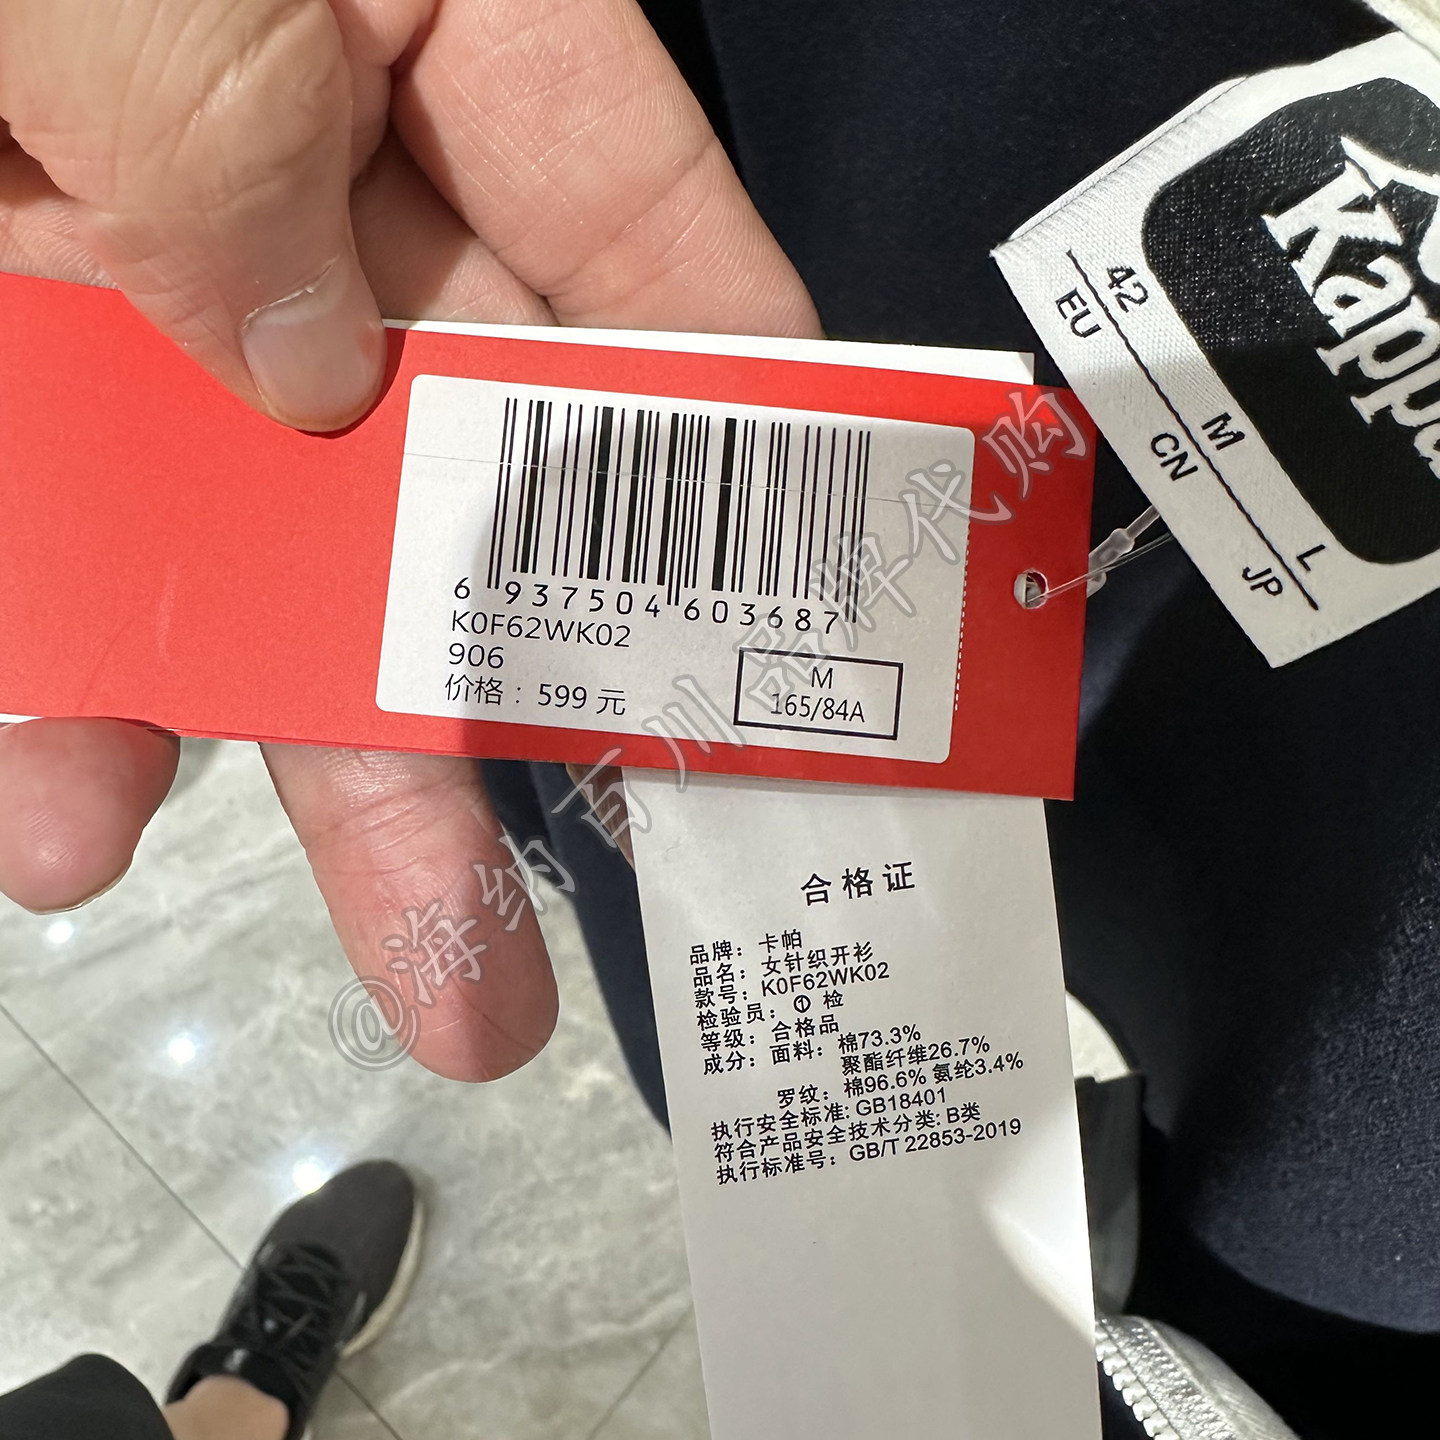 Kappa
42
EU
M
CN
L
JP
6 937504 603687
K0F62WK02
906
价格：599 元
M
165/84A
合格证
品牌：卡帕
品名：女针织开衫
款号：K0F62WK02
检验员：① 检
等级：合格品
成分：面料：棉73.3%
聚酯纤维26.7%
罗纹：棉96.6% 氨纶3.4%
执行安全标准: GB18401
符合产品安全技术分类: B类
执行标准号：GB/T 22853-2019
@海纳百川品牌代购